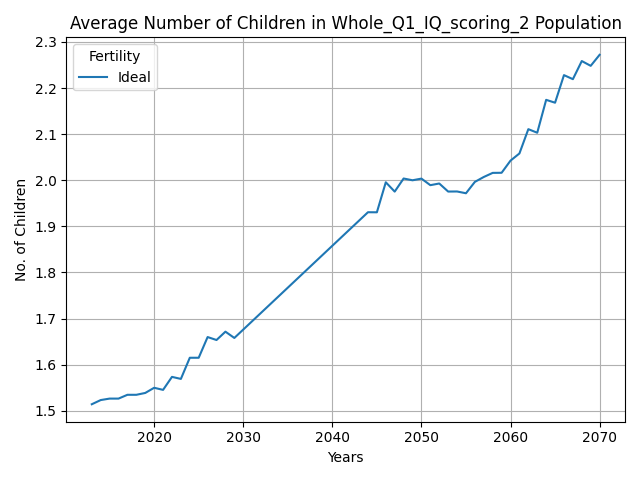 Average Number of Children in Whole_Q1_IQ_scoring_2 Population
Fertility
Ideal
No. of Children
2.3
2.2
2.1
2.0
1.9
1.8
1.7
1.6
1.5
2020 2030 2040 2050 2060 2070
Years